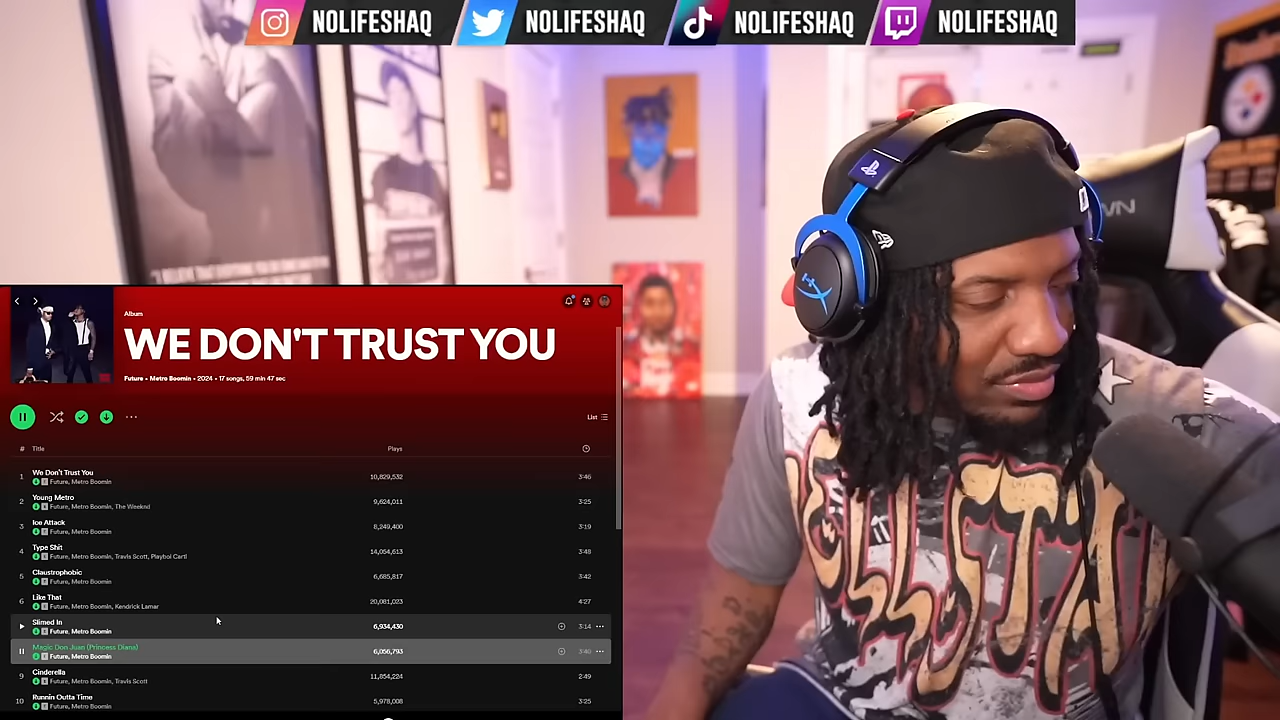 NOLIFESHAQ NOLIFESHAQ NOLIFESHAQ NOLIFESHAQ
Album
WE DON'T TRUST YOU
Future • Metro Boomin • 2024 • 17 songs, 59 min 47 sec
List
# Title Plays
1 We Don't Trust You 10,829,532 3:46
Future, Metro Boomin
2 Young Metro 9,624,011 3:25
Future, Metro Boomin, The Weeknd
3 Ice Attack 8,249,400 3:19
Future, Metro Boomin
4 Type Shit 14,054,613 3:48
Future, Metro Boomin, Travis Scott, Playboi Carti
5 Claustrophobic 6,685,817 3:42
Future, Metro Boomin
6 Like That 20,081,023 4:27
Future, Metro Boomin, Kendrick Lamar
Slimed In 6,934,430 3:14
Future, Metro Boomin
Magic Don Juan (Princess Diana) 6,056,793 3:40
Future, Metro Boomin
9 Cinderella 11,854,224 2:49
Future, Metro Boomin, Travis Scott
10 Runnin Outta Time 5,978,008 3:25
Future, Metro Boomin